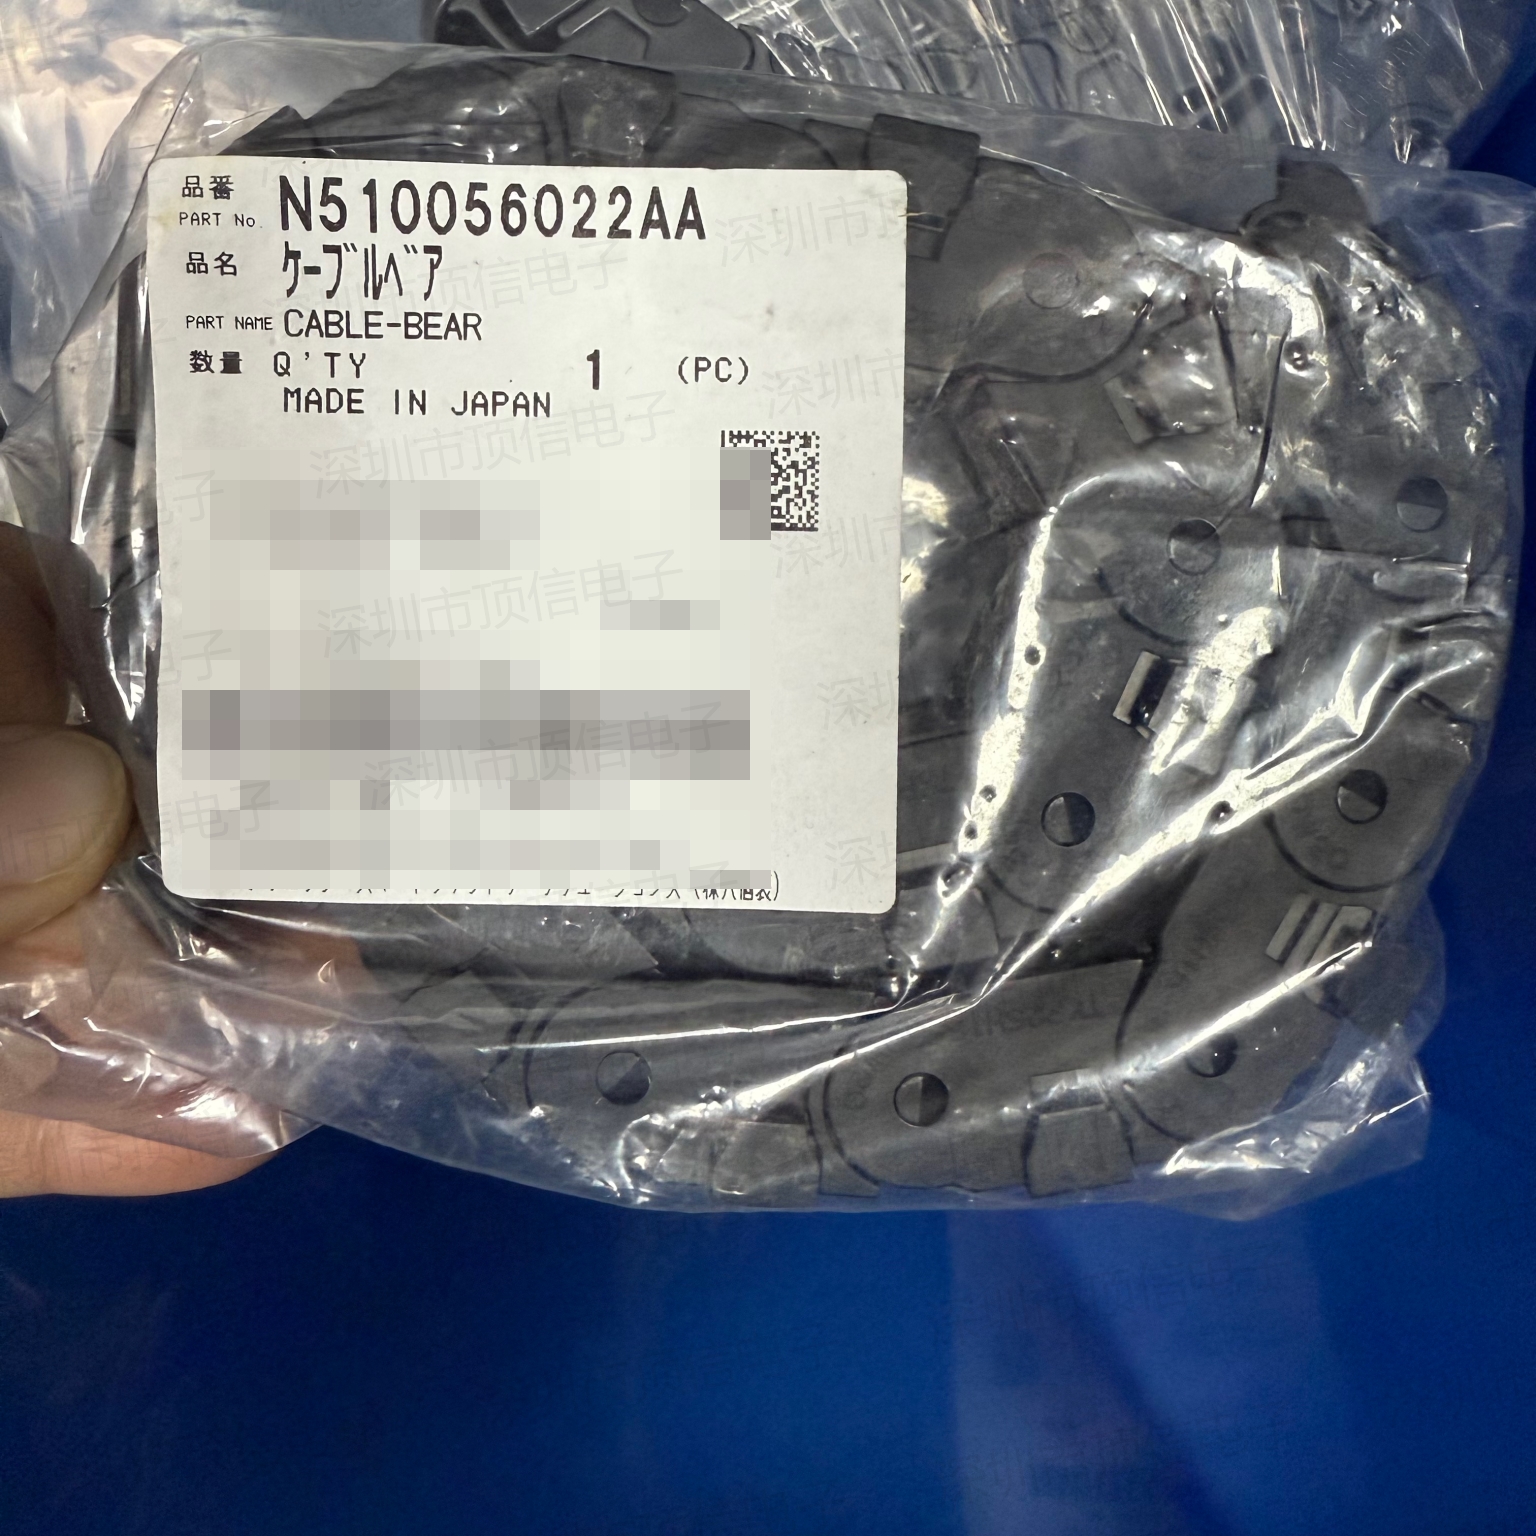 品番
PART No. N510056022AA
品名 ｹｰﾌﾞﾙﾍﾞｱ
PART NAME CABLE-BEAR
数量 Q'TY 1 (PC)
MADE IN JAPAN
深圳市顶信电子